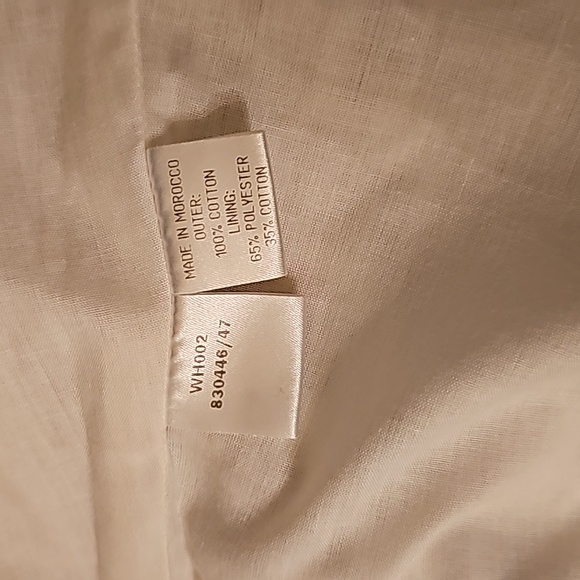 MADE IN MOROCCO
OUTER:
100% COTTON
LINING:
65% POLYESTER
35% COTTON
WH002
830446/47